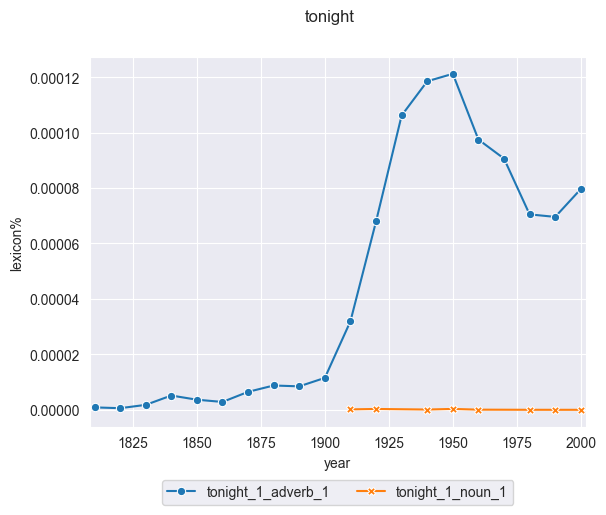 tonight
0.00012
0.00010
0.00008
0.00006
0.00004
0.00002
0.00000
lexicon%
1825 1850 1875 1900 1925 1950 1975 2000
year
tonight_1_adverb_1 tonight_1_noun_1